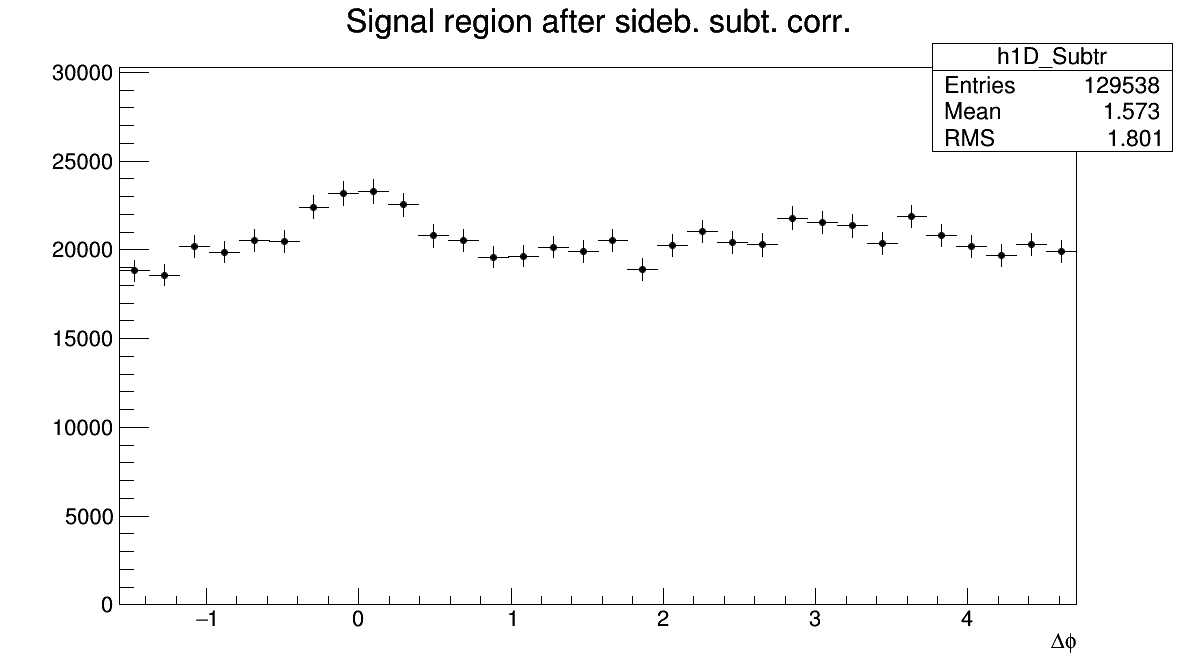 Signal region after sideb. subt. corr.
h1D_Subtr
Entries 129538
Mean 1.573
RMS 1.801
30000
25000
20000
15000
10000
5000
0
−1 0 1 2 3 4
Δϕ